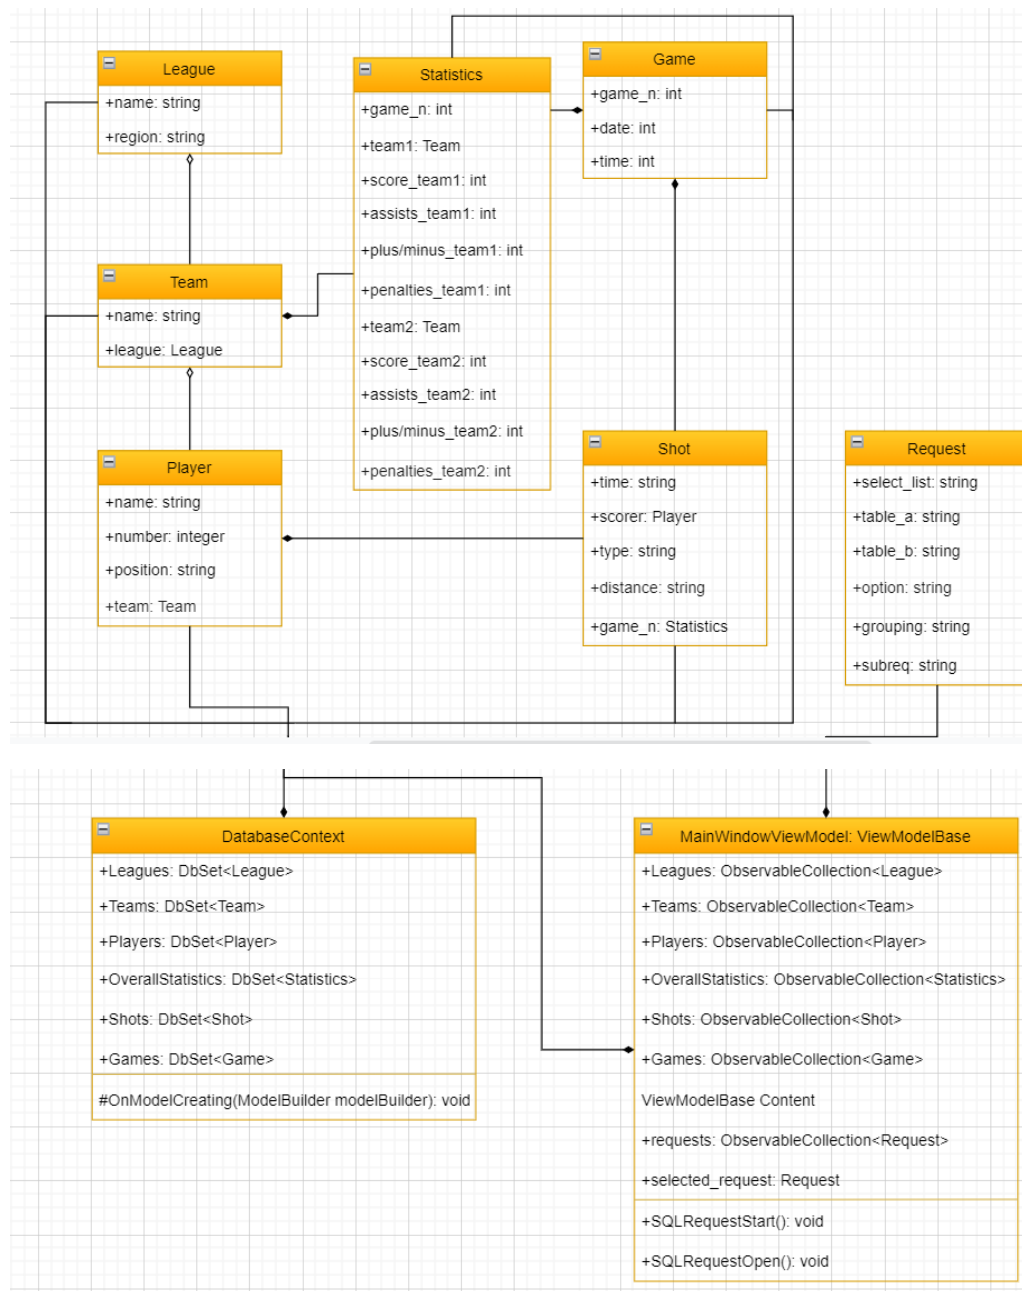 League
+name: string
+region: string
Team
+name: string
+league: League
Player
+name: string
+number: integer
+position: string
+team: Team
Statistics
+game_n: int
+team1: Team
+score_team1: int
+assists_team1: int
+plus/minus_team1: int
+penalties_team1: int
+team2: Team
+score_team2: int
+assists_team2: int
+plus/minus_team2: int
+penalties_team2: int
Game
+game_n: int
+date: int
+time: int
Shot
+time: string
+scorer: Player
+type: string
+distance: string
+game_n: Statistics
Request
+select_list: string
+table_a: string
+table_b: string
+option: string
+grouping: string
+subreq: string
DatabaseContext
+Leagues: DbSet<League>
+Teams: DbSet<Team>
+Players: DbSet<Player>
+OverallStatistics: DbSet<Statistics>
+Shots: DbSet<Shot>
+Games: DbSet<Game>
#OnModelCreating(ModelBuilder modelBuilder): void
MainWindowViewModel: ViewModelBase
+Leagues: ObservableCollection<League>
+Teams: ObservableCollection<Team>
+Players: ObservableCollection<Player>
+OverallStatistics: ObservableCollection<Statistics>
+Shots: ObservableCollection<Shot>
+Games: ObservableCollection<Game>
ViewModelBase Content
+requests: ObservableCollection<Request>
+selected_request: Request
+SQLRequestStart(): void
+SQLRequestOpen(): void